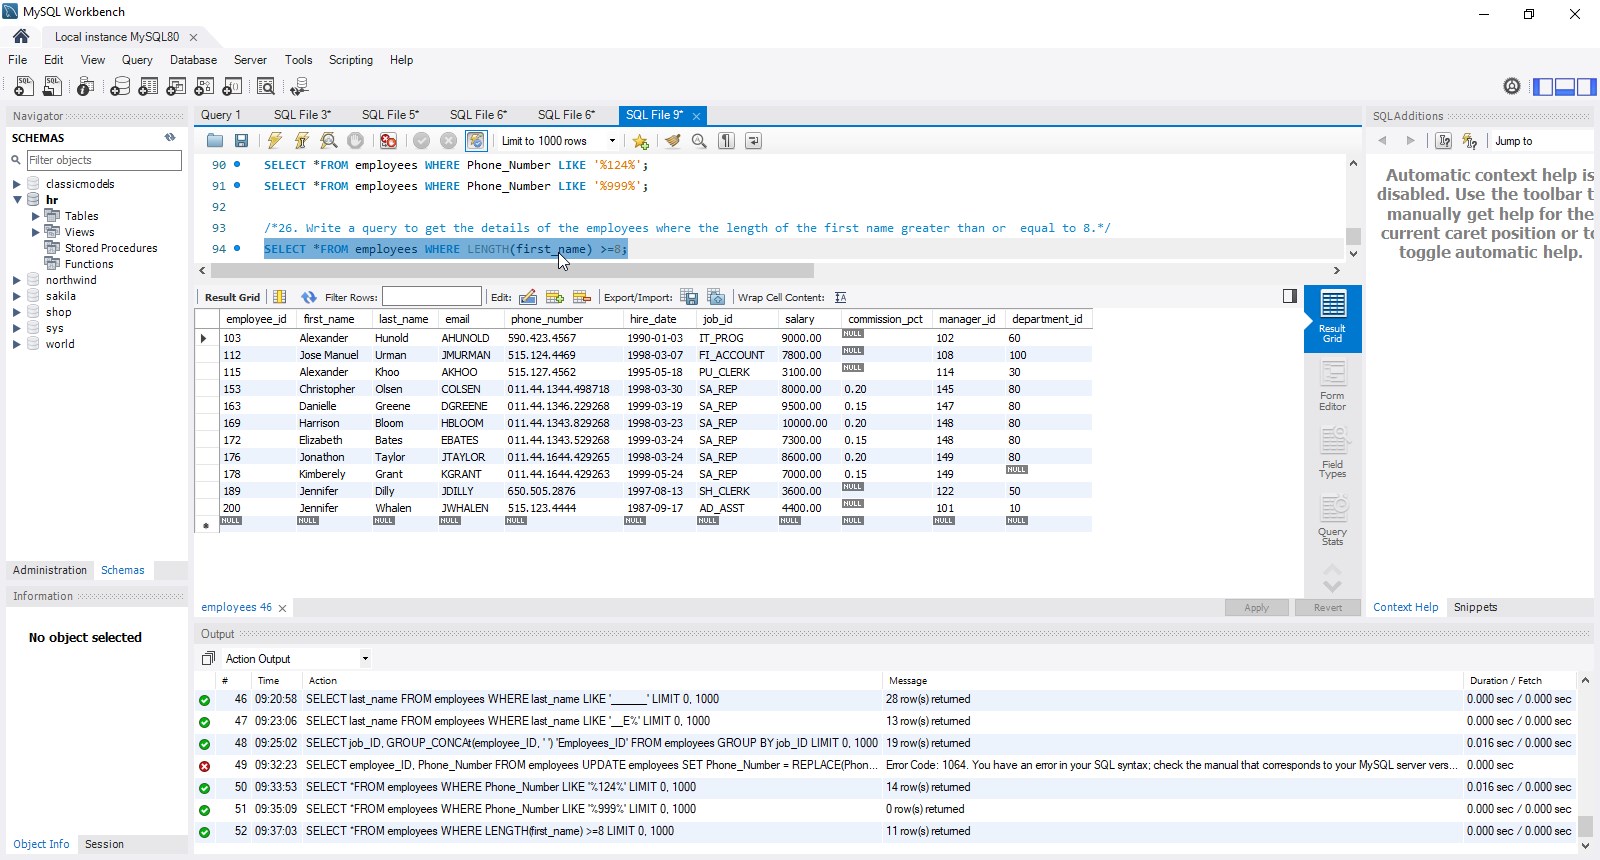 MySQL Workbench
Local instance MySQL80
File Edit View Query Database Server Tools Scripting Help
Navigator
SCHEMAS
Filter objects
classicmodels
hr
Tables
Views
Stored Procedures
Functions
northwind
sakila
shop
sys
world
Administration Schemas
Information
No object selected
Object Info Session
Query 1 SQL File 3* SQL File 5* SQL File 6* SQL File 6* SQL File 9*
Limit to 1000 rows
90 SELECT *FROM employees WHERE Phone_Number LIKE '%124%';
91 SELECT *FROM employees WHERE Phone_Number LIKE '%999%';
92
93 /*26. Write a query to get the details of the employees where the length of the first name greater than or  equal to 8.*/
94 SELECT *FROM employees WHERE LENGTH(first_name) >=8;
Result Grid Filter Rows: Edit: Export/Import: Wrap Cell Content: IA
employee_id first_name last_name email phone_number hire_date job_id salary commission_pct manager_id department_id
103 Alexander Hunold AHUNOLD 590.423.4567 1990-01-03 IT_PROG 9000.00 NULL 102 60
112 Jose Manuel Urman JMURMAN 515.124.4469 1998-03-07 FI_ACCOUNT 7800.00 NULL 108 100
115 Alexander Khoo AKHOO 515.127.4562 1995-05-18 PU_CLERK 3100.00 NULL 114 30
153 Christopher Olsen COLSEN 011.44.1344.498718 1998-03-30 SA_REP 8000.00 0.20 145 80
163 Danielle Greene DGREENE 011.44.1346.229268 1999-03-19 SA_REP 9500.00 0.15 147 80
169 Harrison Bloom HBLOOM 011.44.1343.829268 1998-03-23 SA_REP 10000.00 0.20 148 80
172 Elizabeth Bates EBATES 011.44.1343.529268 1999-03-24 SA_REP 7300.00 0.15 148 80
176 Jonathon Taylor JTAYLOR 011.44.1644.429265 1998-03-24 SA_REP 8600.00 0.20 149 80
178 Kimberely Grant KGRANT 011.44.1644.429263 1999-05-24 SA_REP 7000.00 0.15 149 NULL
189 Jennifer Dilly JDILLY 650.505.2876 1997-08-13 SH_CLERK 3600.00 NULL 122 50
200 Jennifer Whalen JWHALEN 515.123.4444 1987-09-17 AD_ASST 4400.00 NULL 101 10
NULL NULL NULL NULL NULL NULL NULL NULL NULL NULL NULL
Result
Grid
Form
Editor
Field
Types
Query
Stats
employees 46
Apply Revert
SQLAdditions
Jump to
Automatic context help is
disabled. Use the toolbar t
manually get help for the
current caret position or to
toggle automatic help.
Context Help Snippets
Output
Action Output
# Time Action Message Duration / Fetch
46 09:20:58 SELECT last_name FROM employees WHERE last_name LIKE '______' LIMIT 0, 1000 28 row(s) returned 0.000 sec / 0.000 sec
47 09:23:06 SELECT last_name FROM employees WHERE last_name LIKE '__E%' LIMIT 0, 1000 13 row(s) returned 0.000 sec / 0.000 sec
48 09:25:02 SELECT job_ID, GROUP_CONCAt(employee_ID, ' ') 'Employees_ID' FROM employees GROUP BY job_ID LIMIT 0, 1000 19 row(s) returned 0.016 sec / 0.000 sec
49 09:32:23 SELECT employee_ID, Phone_Number FROM employees UPDATE employees SET Phone_Number = REPLACE(Phon... Error Code: 1064. You have an error in your SQL syntax; check the manual that corresponds to your MySQL server vers... 0.000 sec
50 09:33:53 SELECT *FROM employees WHERE Phone_Number LIKE '%124%' LIMIT 0, 1000 14 row(s) returned 0.016 sec / 0.000 sec
51 09:35:09 SELECT *FROM employees WHERE Phone_Number LIKE '%999%' LIMIT 0, 1000 0 row(s) returned 0.000 sec / 0.000 sec
52 09:37:03 SELECT *FROM employees WHERE LENGTH(first_name) >=8 LIMIT 0, 1000 11 row(s) returned 0.000 sec / 0.000 sec